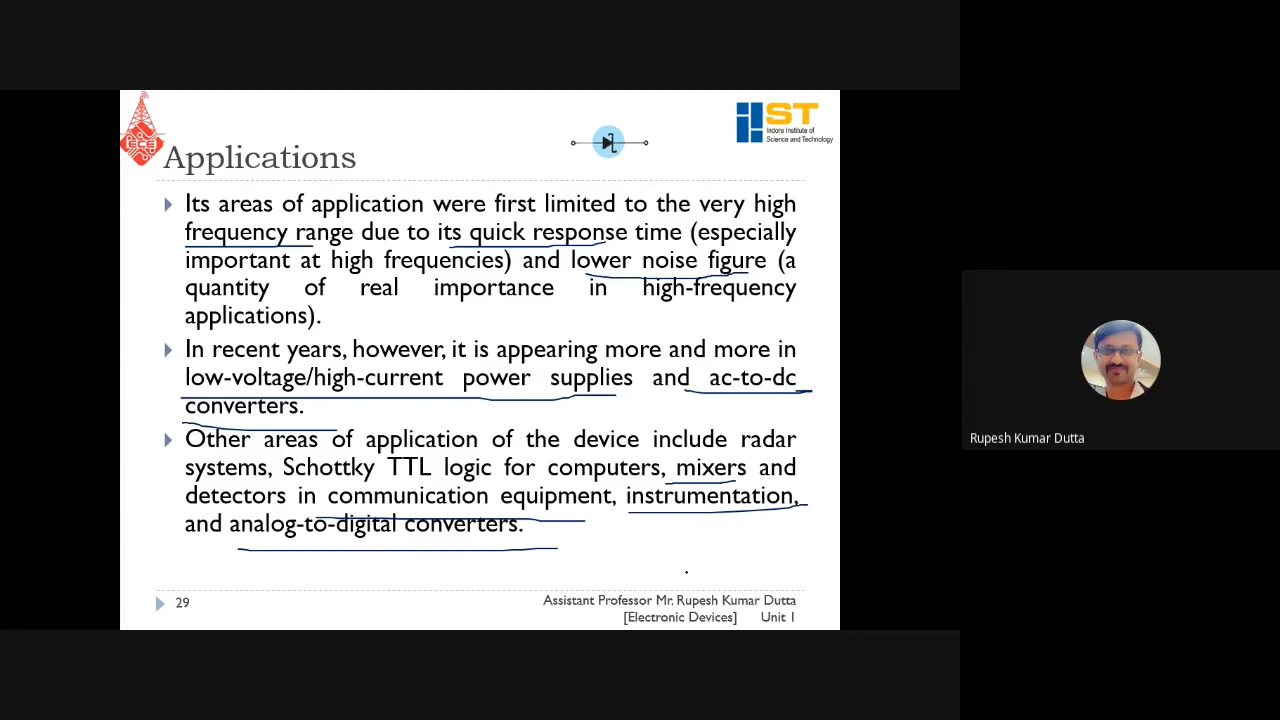 ECE
ST
Indore Institute of
Science and Technology
Applications
Its areas of application were first limited to the very high
frequency range due to its quick response time (especially
important at high frequencies) and lower noise figure (a
quantity of real importance in high-frequency
applications).
In recent years, however, it is appearing more and more in
low-voltage/high-current power supplies and ac-to-dc
converters.
Other areas of application of the device include radar
systems, Schottky TTL logic for computers, mixers and
detectors in communication equipment, instrumentation,
and analog-to-digital converters.
29
Assistant Professor Mr. Rupesh Kumar Dutta
[Electronic Devices] Unit 1
Rupesh Kumar Dutta